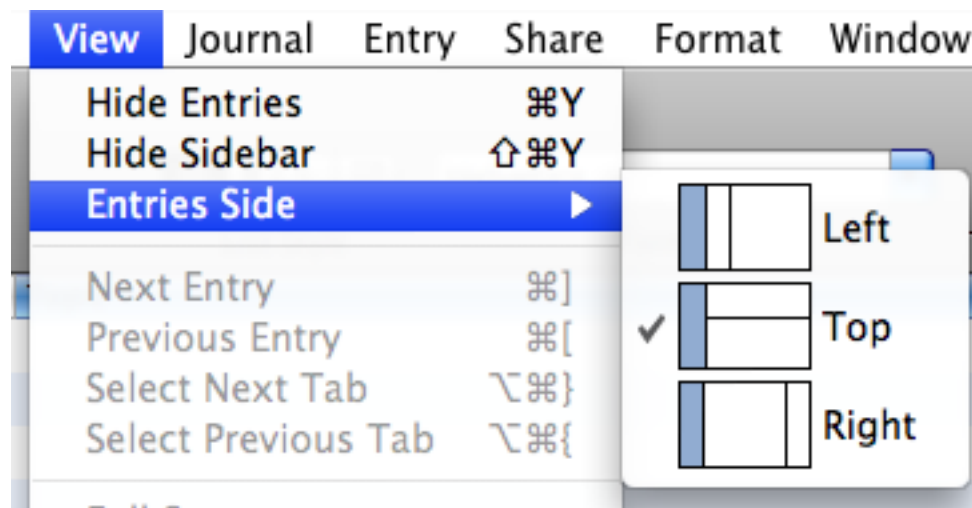 View Journal Entry Share Format Window
Hide Entries ⌘Y
Hide Sidebar ⇧⌘Y
Entries Side ▶
Left
Next Entry ⌘]
Top
Previous Entry ⌘[
Select Next Tab ⌥⌘}
Select Previous Tab ⌥⌘{
Right